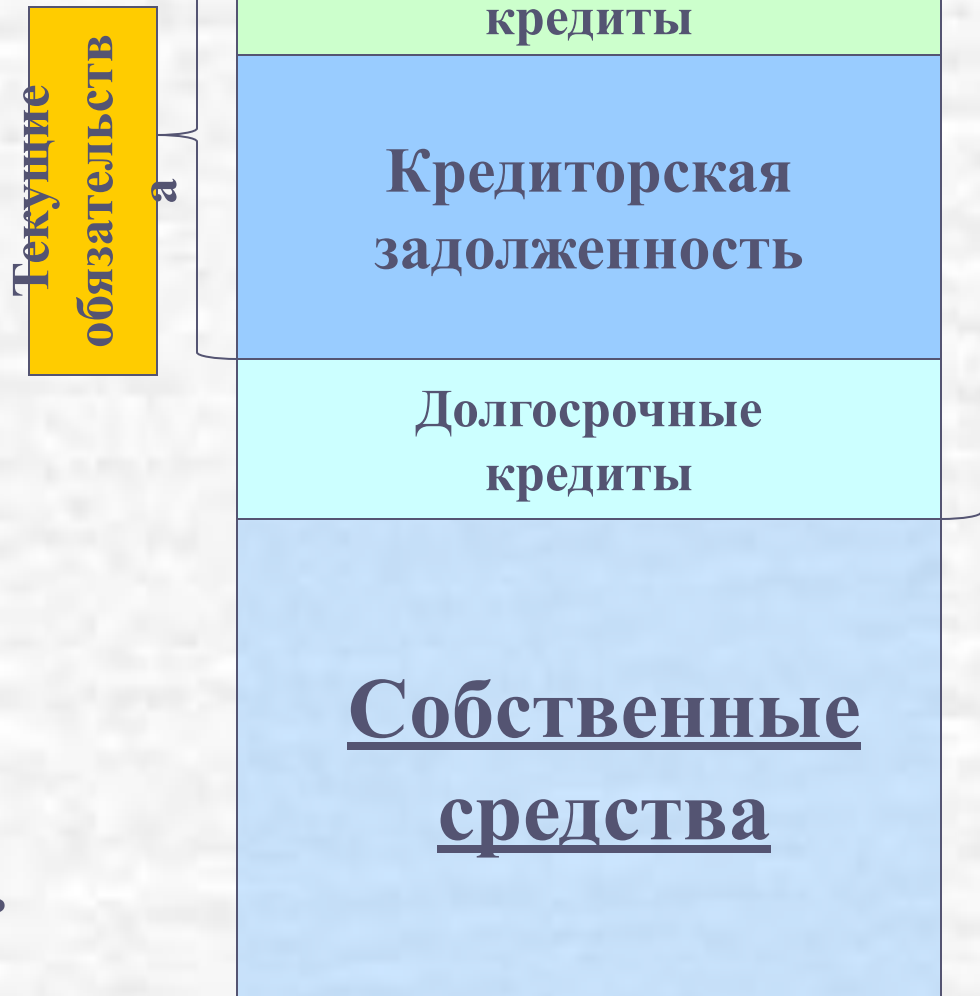 кредиты
Текущие
обязательств
а
Кредиторская
задолженность
Долгосрочные
кредиты
Собственные
средства